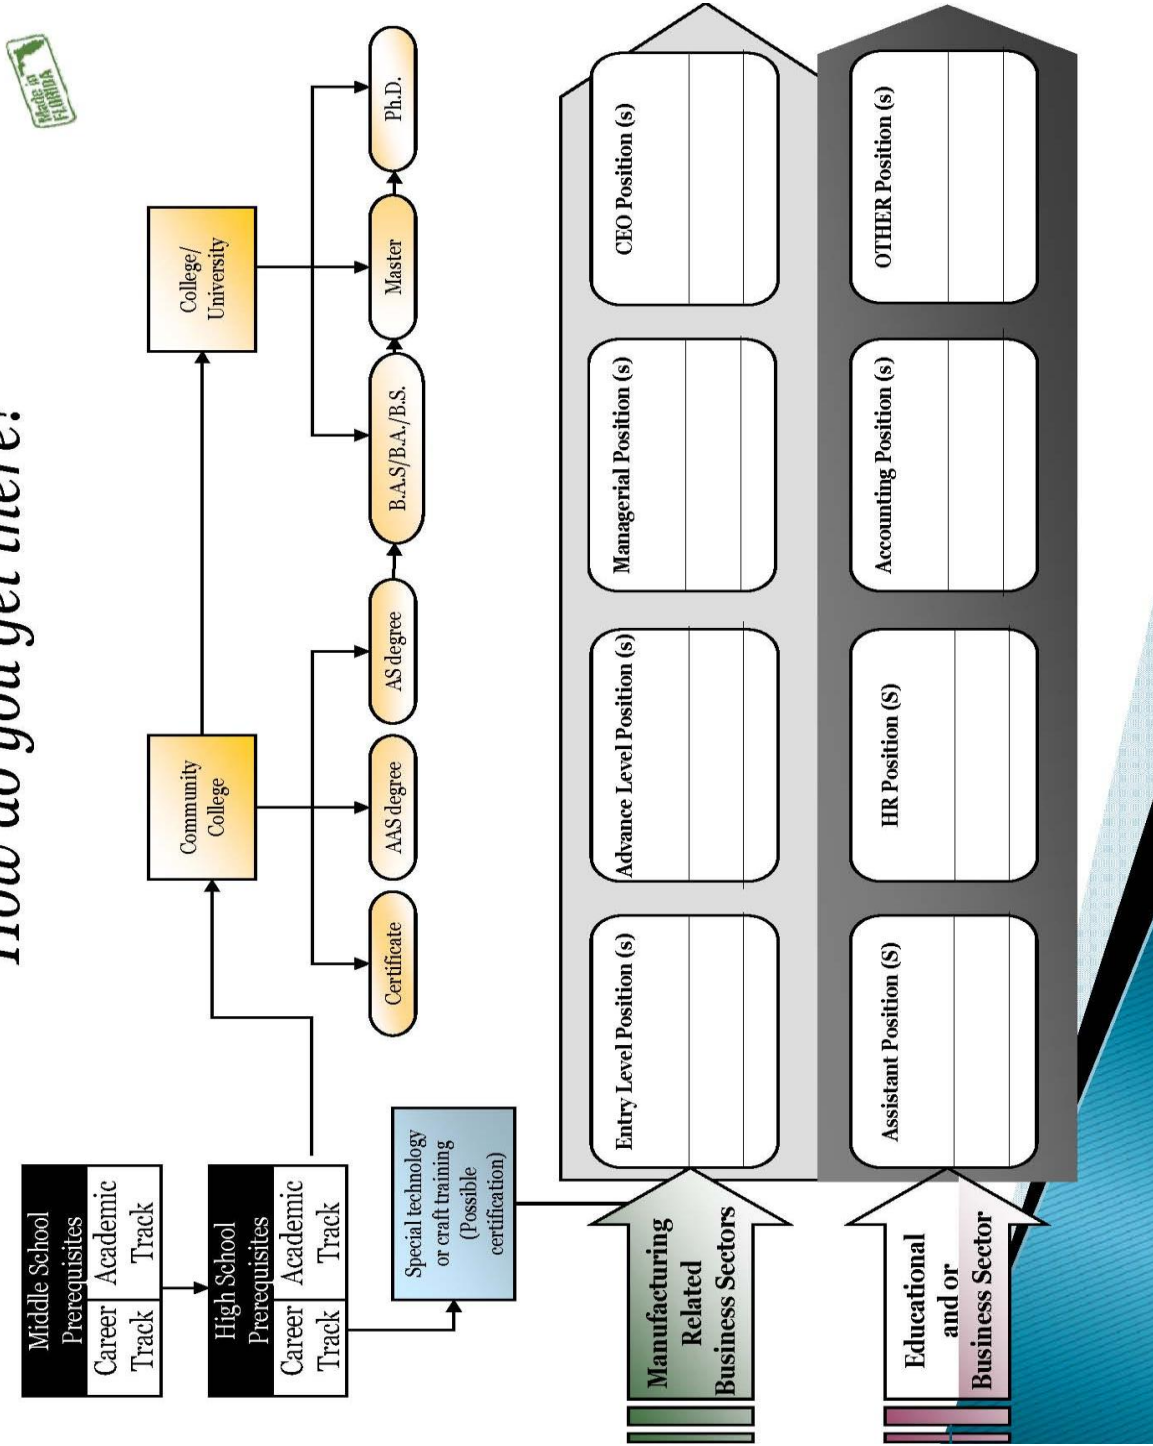 How do you get there?
Made in
FLORIDA
Middle School
Prerequisites
Career
Track
Academic
Track
High School
Prerequisites
Career
Track
Academic
Track
Community
College
College/
University
Certificate
AAS degree
AS degree
B.A.S/B.A./B.S.
Master
Ph.D.
Special technology
or craft training
(Possible
certification)
Manufacturing
Related
Business Sectors
Entry Level Position (s)
Advance Level Position (s)
Managerial Position (s)
CEO Position (s)
Educational
and/or
Business Sector
Assistant Position (S)
HR Position (S)
Accounting Position (s)
OTHER Position (s)